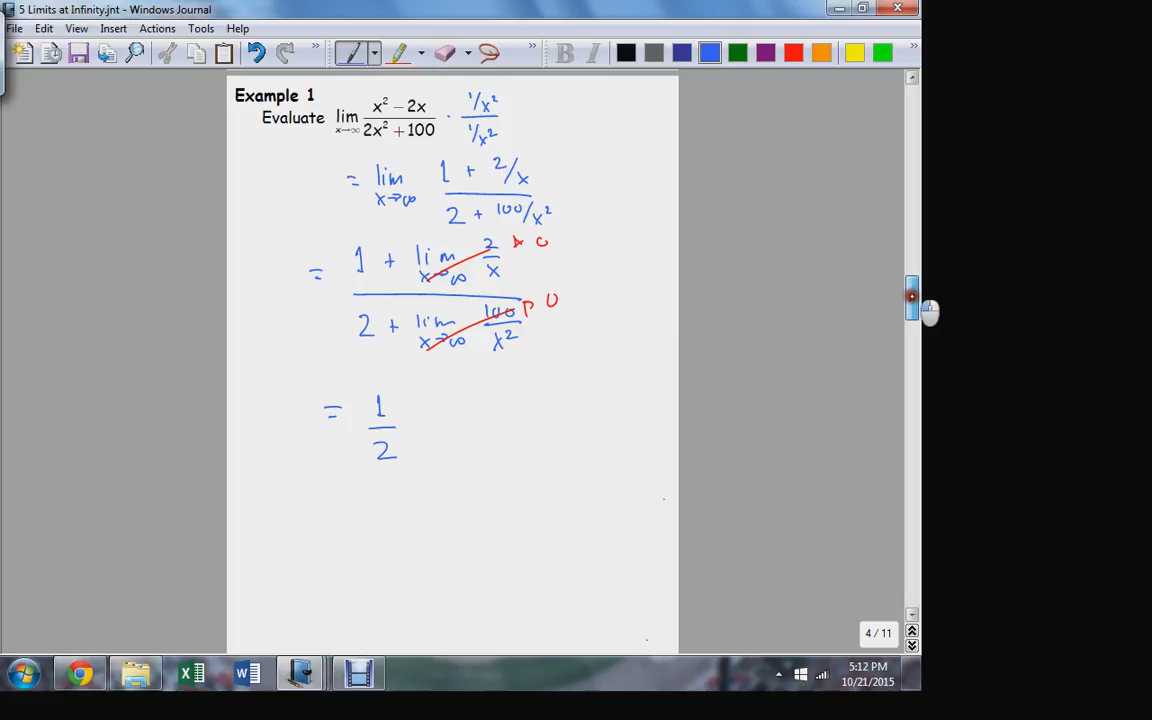 5 Limits at Infinity.jnt - Windows Journal
File Edit View Insert Actions Tools Help
» » B I »
Example 1
Evaluate lim x→∞ (x² − 2x)/(2x² + 100) · (1/x²)/(1/x²)
= lim x→∞ (1 + 2/x)/(2 + 100/x²)
= (1 + lim x→∞ 2/x → 0)/(2 + lim x→∞ 100/x² → 0)
= 1/2
4 / 11
5:12 PM
10/21/2015